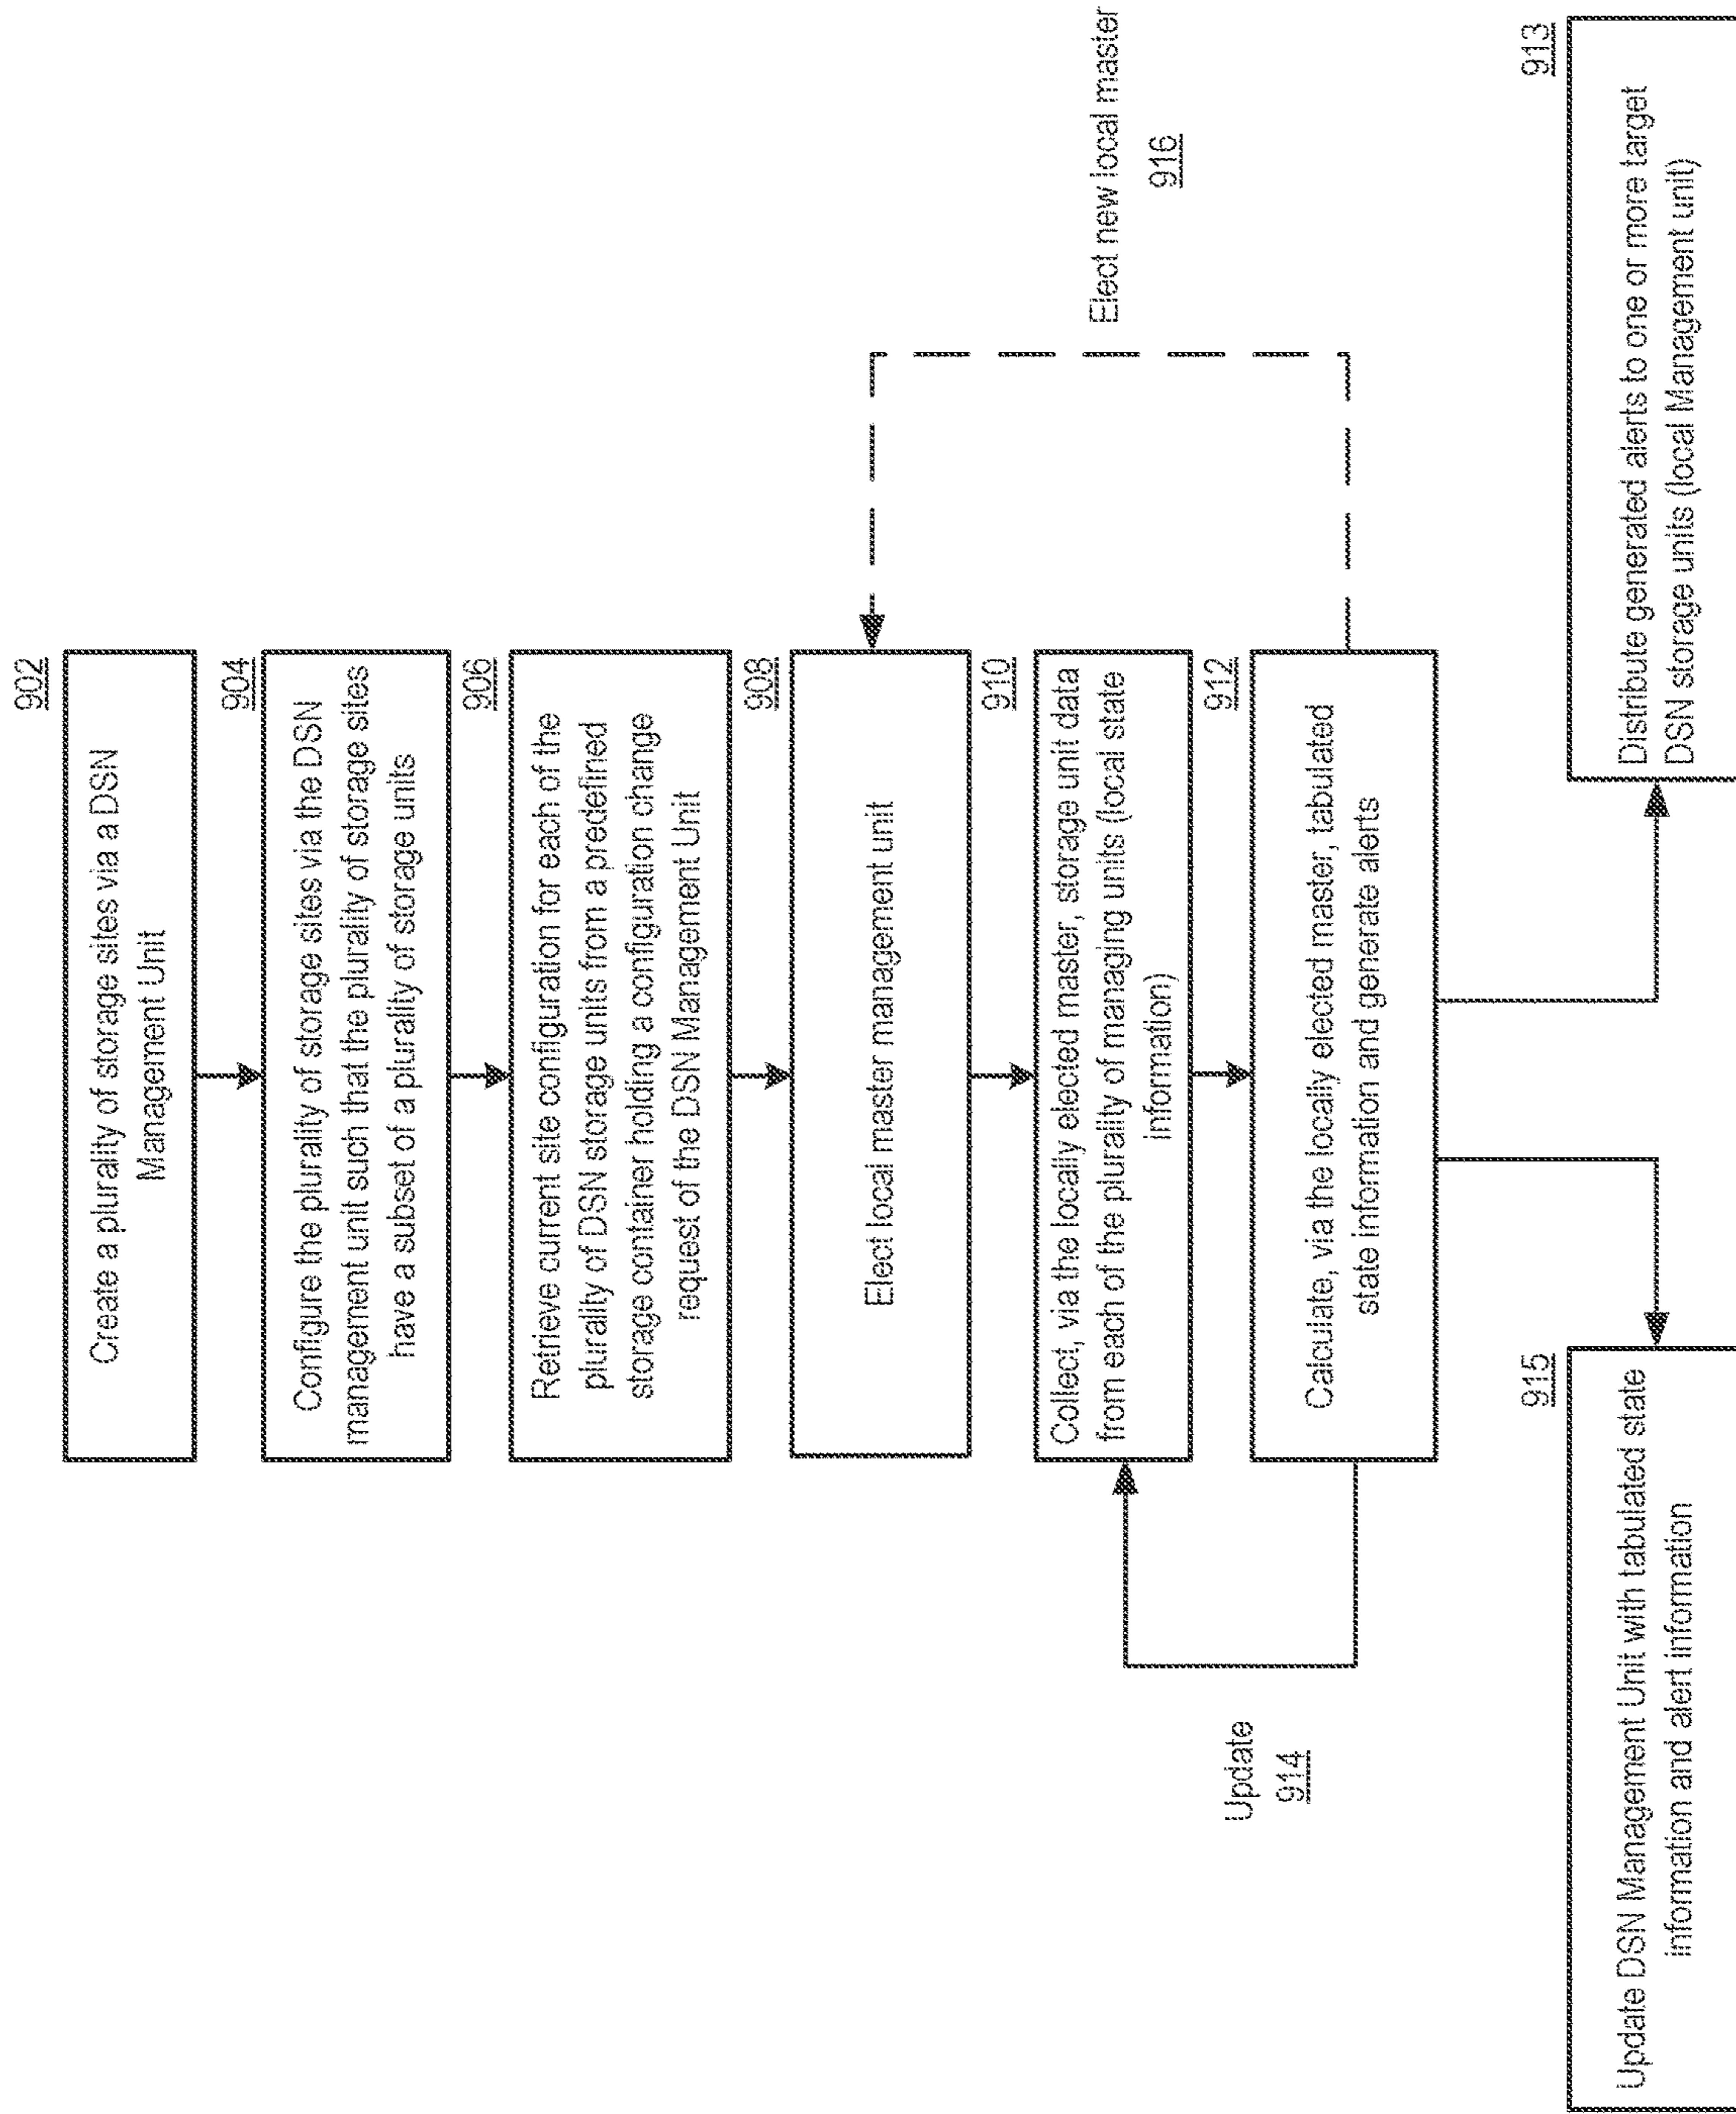 902
Create a plurality of storage sites via a DSN
Management Unit
904
Configure the plurality of storage sites via the DSN
management unit such that the plurality of storage sites
have a subset of a plurality of storage units
906
Retrieve current site configuration for each of the
plurality of DSN storage units from a predefined
storage container holding a configuration change
request of the DSN Management Unit
908
Elect local master management unit
910
Collect, via the locally elected master, storage unit data
from each of the plurality of managing units (local state
information)
912
Calculate, via the locally elected master, tabulated
state information and generate alerts
Update
914
Elect new local master
916
915
Update DSN Management Unit with tabulated state
information and alert information
913
Distribute generated alerts to one or more target
DSN storage units (local Management unit)